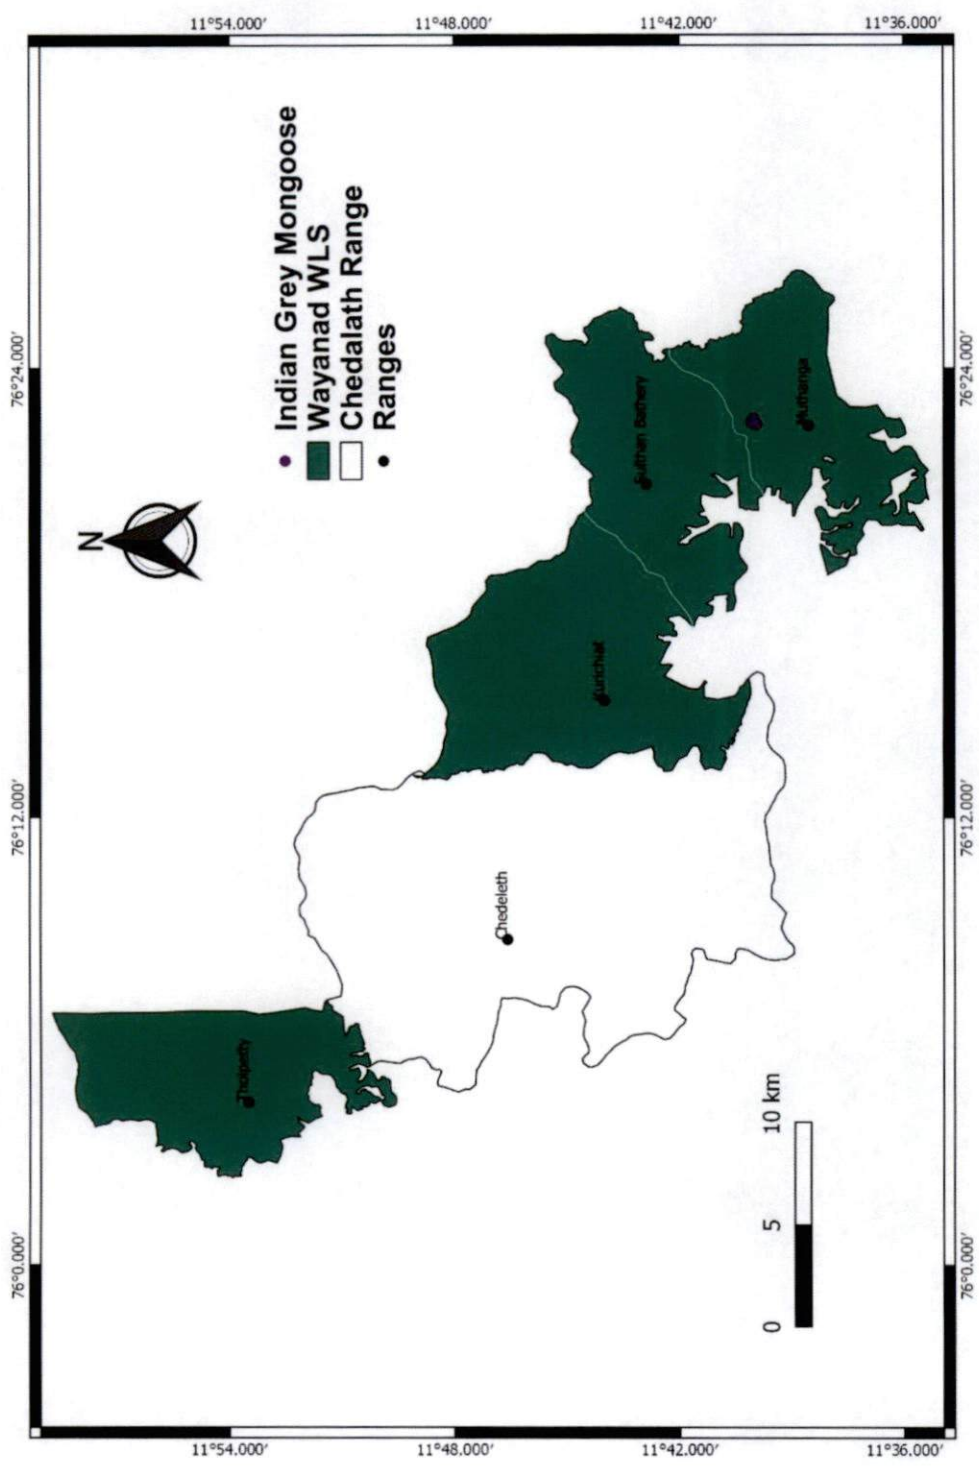 11°54.000'
11°48.000'
11°42.000'
11°36.000'
N
Indian Grey Mongoose
Wayanad WLS
Chedalath Range
Ranges
76°24.000'
76°24.000'
Sulthan Bathery
Muthanga
Kurichiat
76°12.000'
76°12.000'
Chedeleth
Tholpetty
0
5
10 km
76°0.000'
76°0.000'
11°54.000'
11°48.000'
11°42.000'
11°36.000'